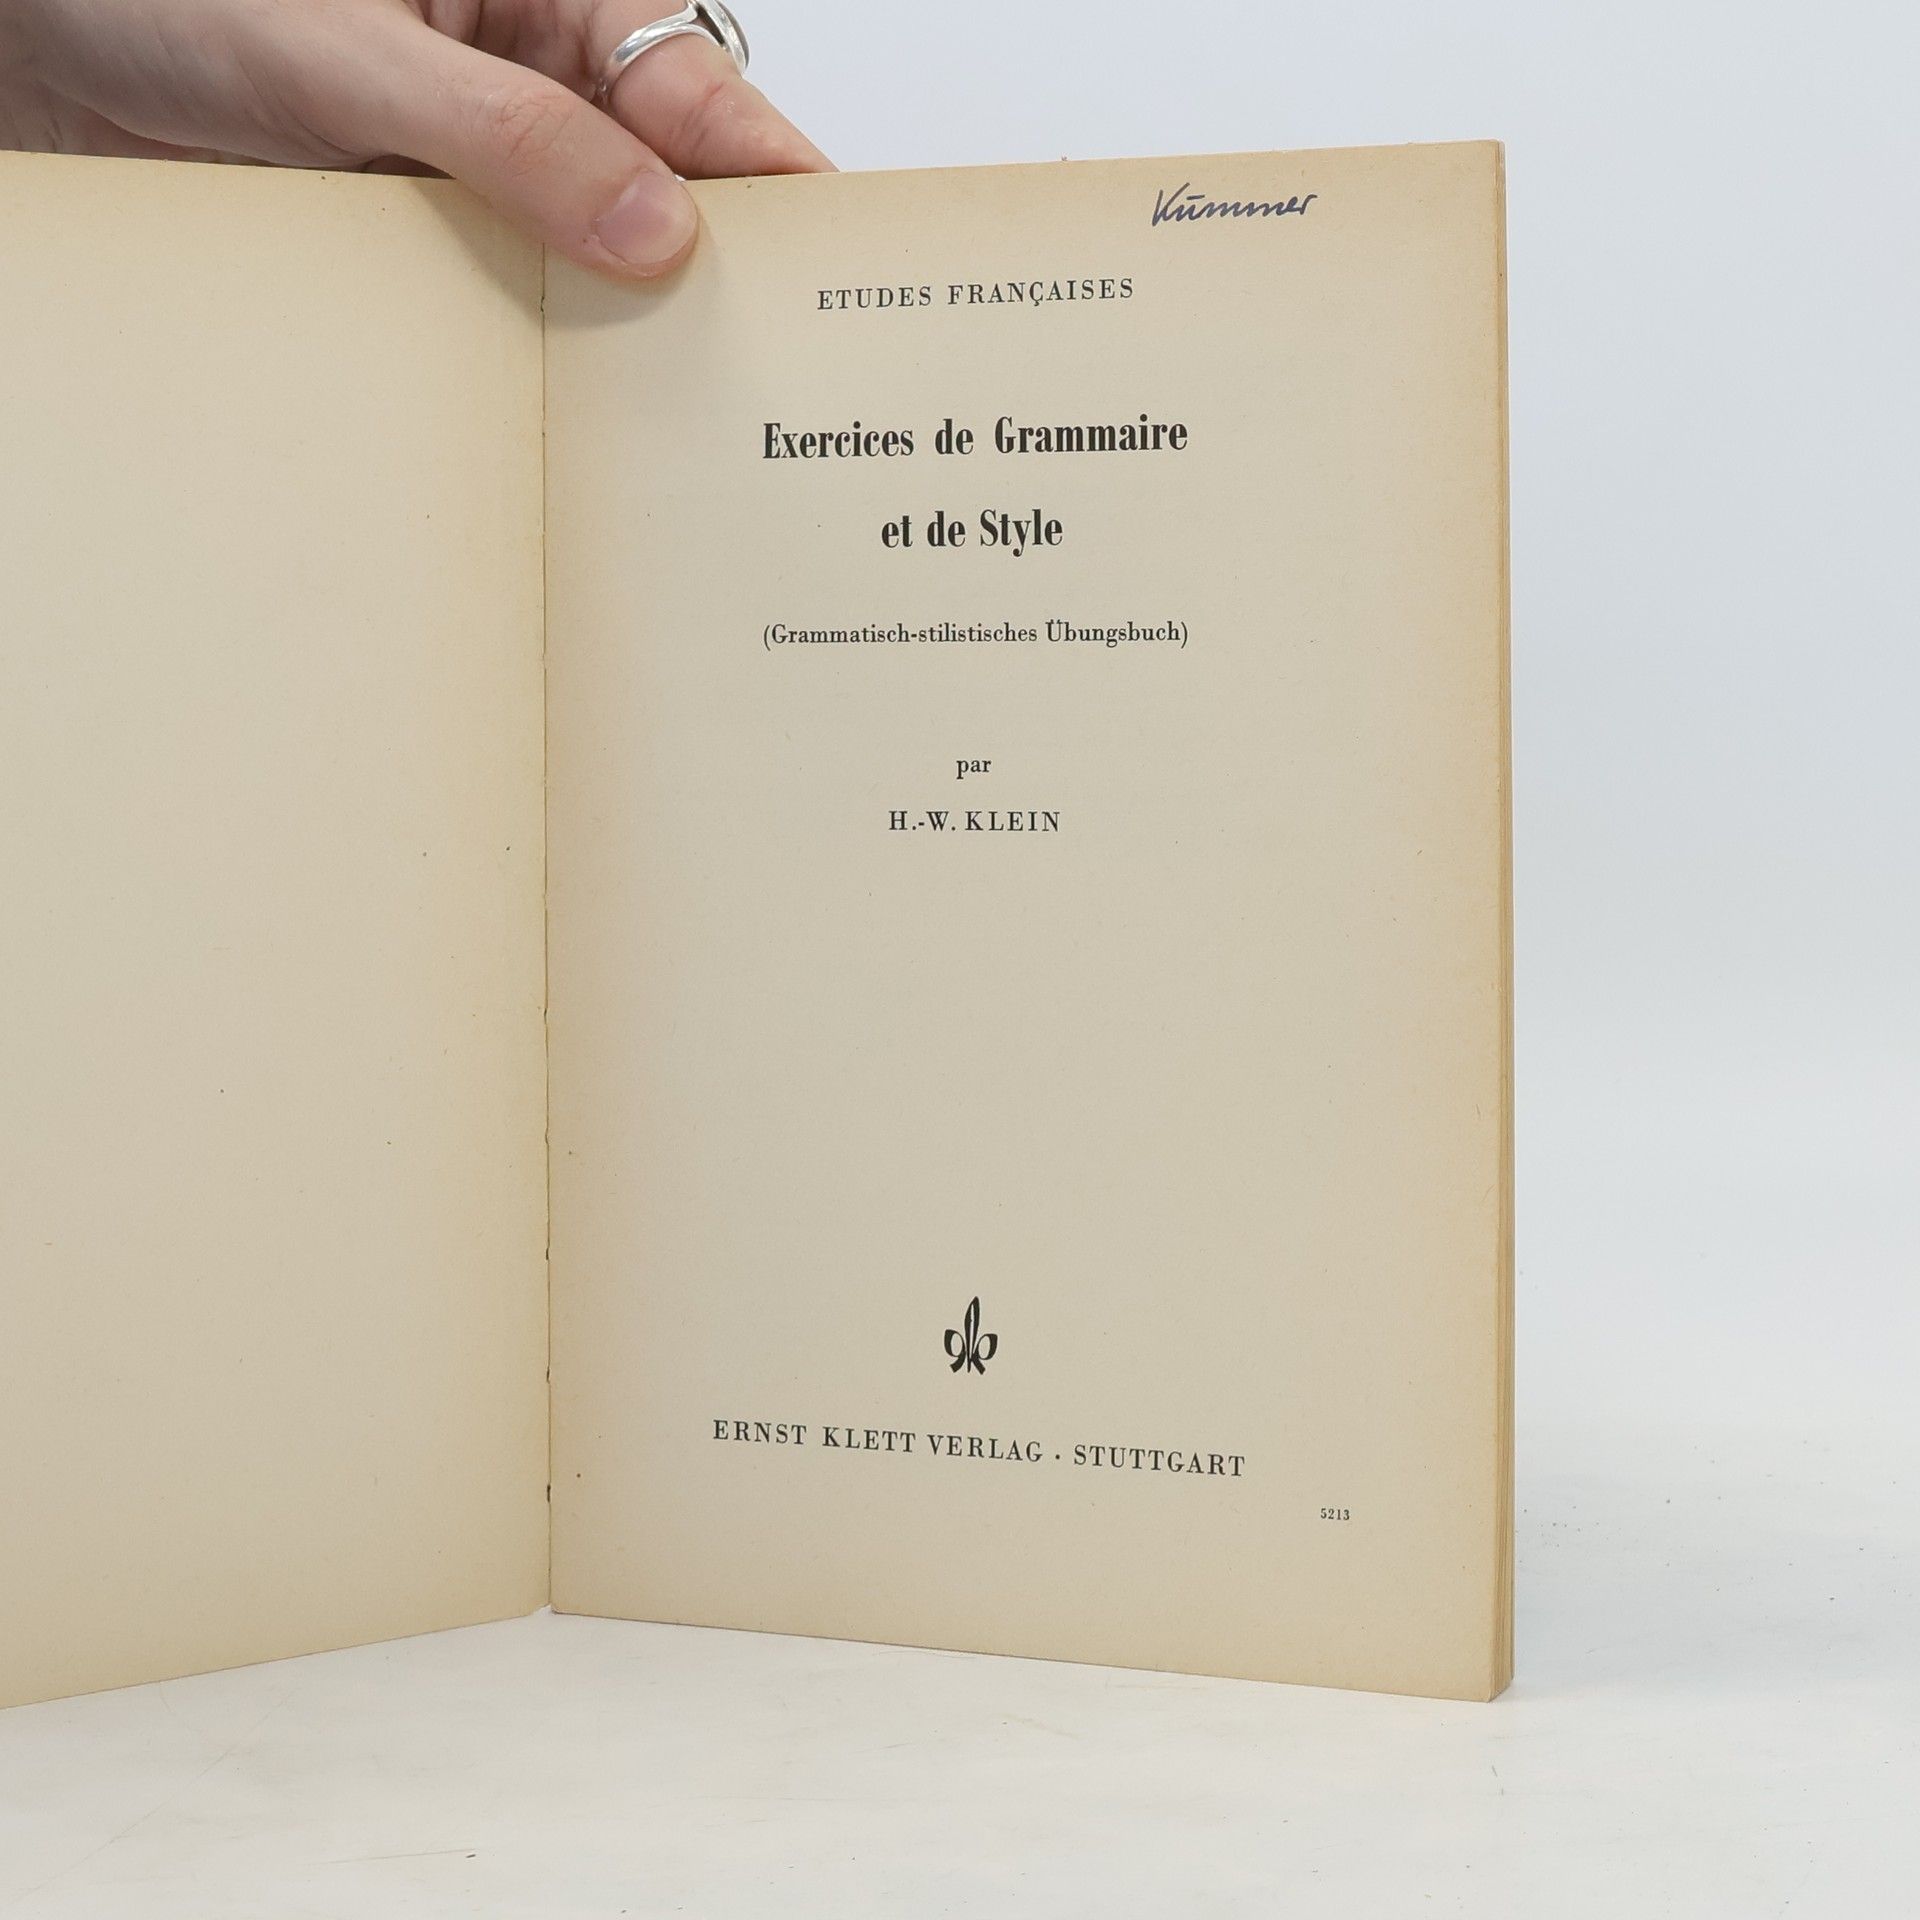 Kummer
ETUDES FRANÇAISES
Exercices de Grammaire
et de Style
(Grammatisch-stilistisches Übungsbuch)
par
H.-W. KLEIN
ERNST KLETT VERLAG · STUTTGART
5213